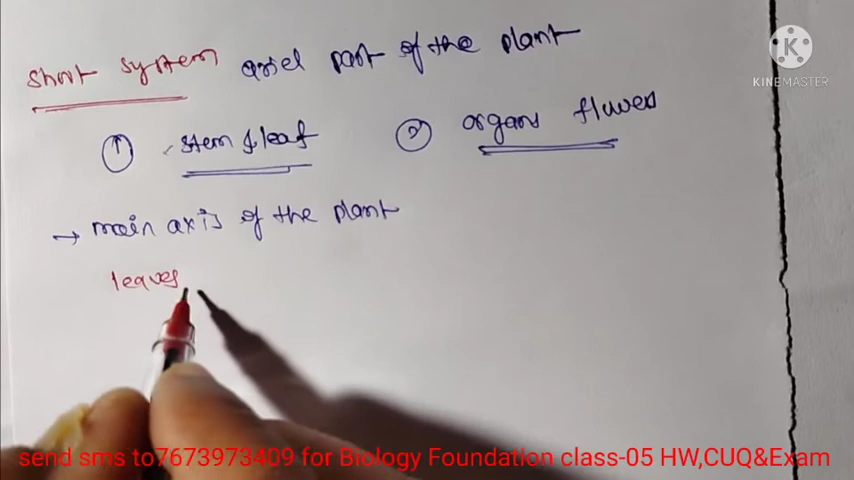 Shoot system ariel part of the plant
KINEMASTER
① stem & leaf ② organs flowers
→ main axis of the plant
leaves
send sms to7673973409 for Biology Foundation class-05 HW,CUQ&Exam